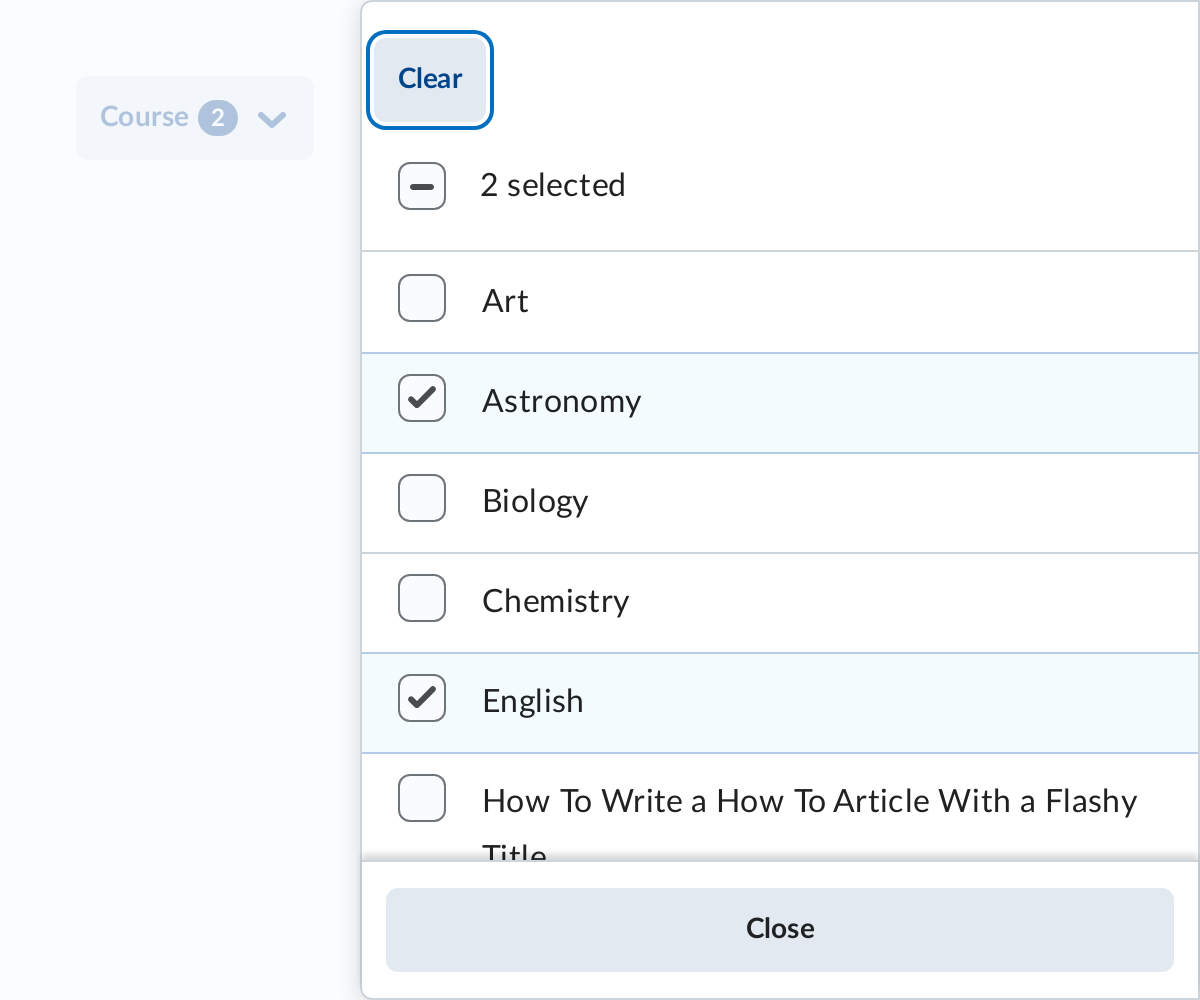 Course 2
Clear
2 selected
Art
Astronomy
Biology
Chemistry
English
How To Write a How To Article With a Flashy
Title
Close